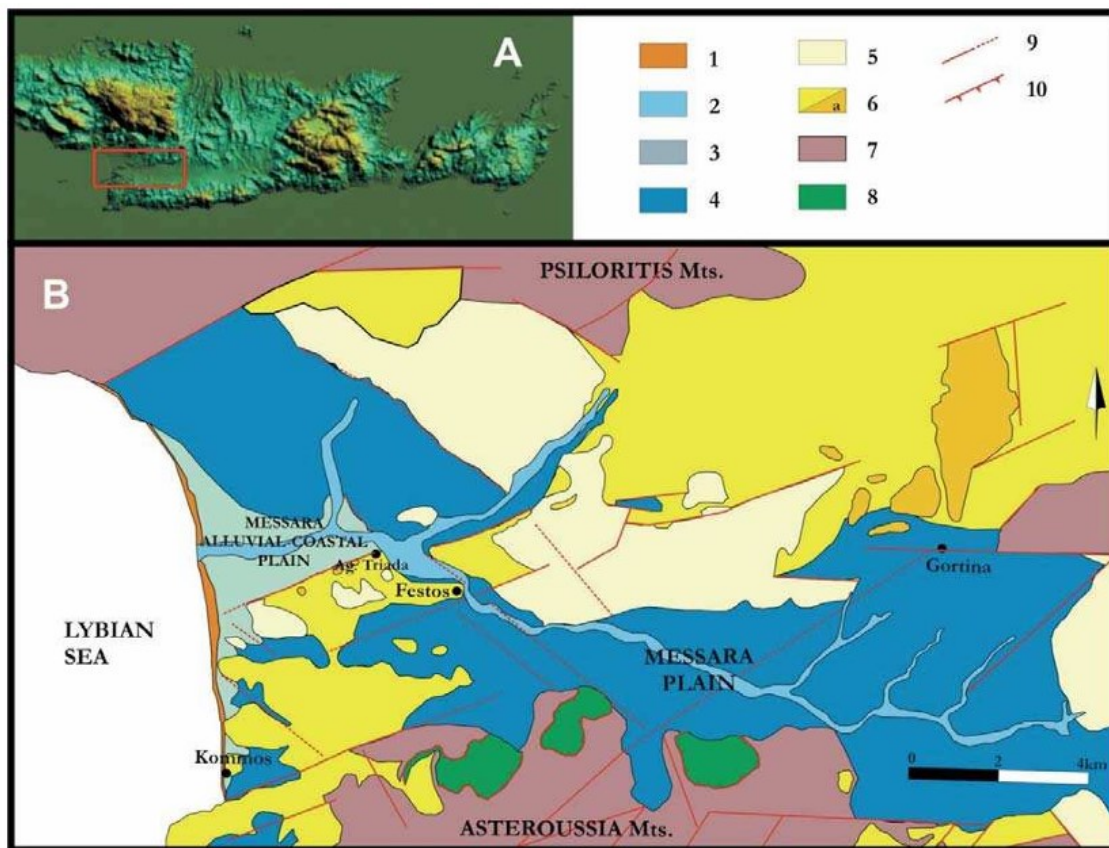 A
1
2
3
4
5
a
6
7
8
9
10
B
PSILORITIS Mts.
MESSARA
ALLUVIAL COASTAL
PLAIN
Ag. Triada
Festos
Gortina
LYBIAN
SEA
MESSARA
PLAIN
Kommos
0 2 4km
ASTEROUSSIA Mts.